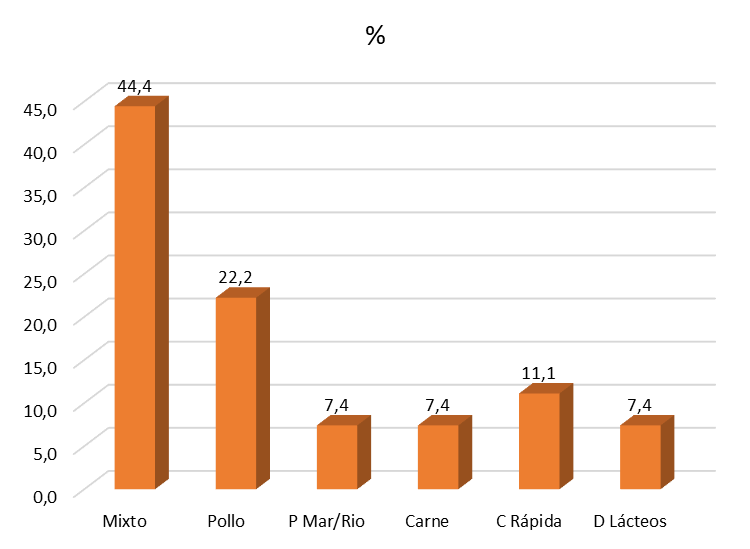 %
45,0
40,0
35,0
30,0
25,0
20,0
15,0
10,0
5,0
0,0
44,4
22,2
7,4
7,4
11,1
7,4
Mixto
Pollo
P Mar/Rio
Carne
C Rápida
D Lácteos